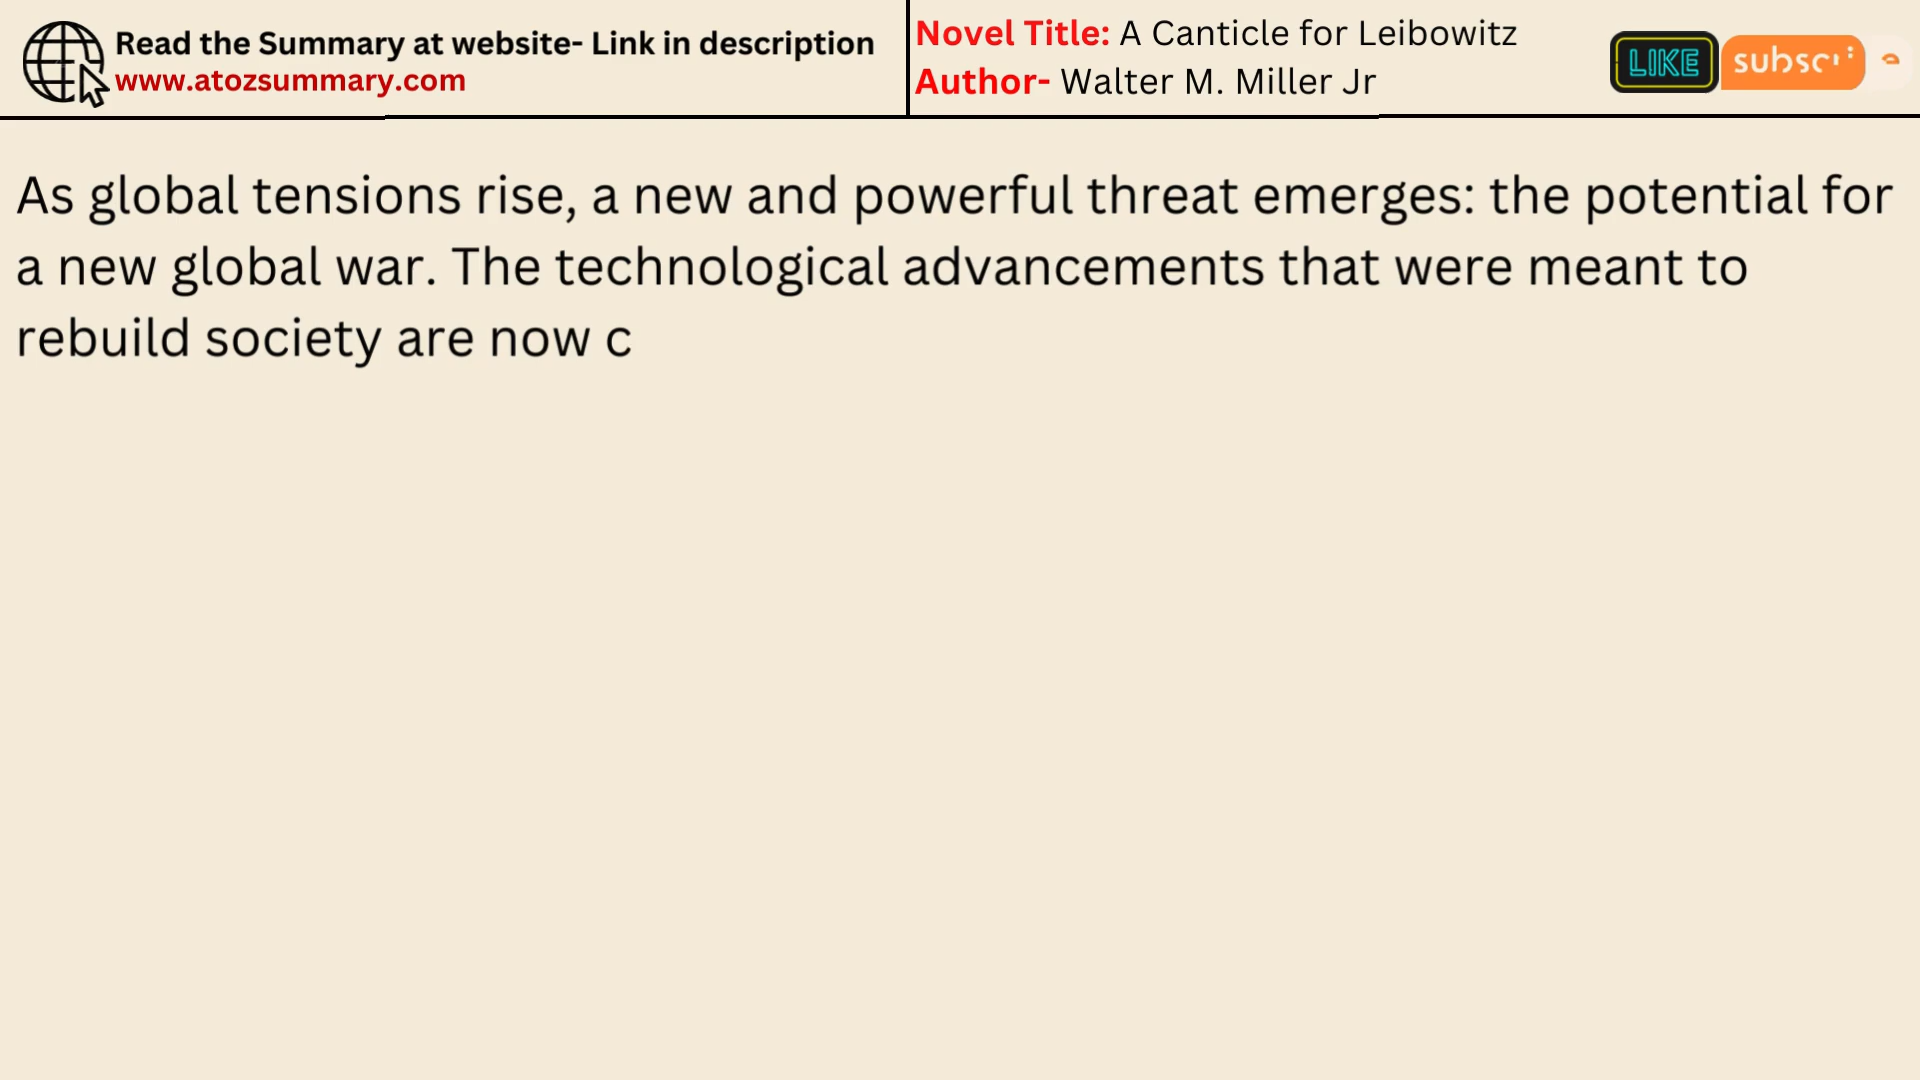 Read the Summary at website- Link in description
www.atozsummary.com
Novel Title: A Canticle for Leibowitz
Author- Walter M. Miller Jr
LIKE
As global tensions rise, a new and powerful threat emerges: the potential for
a new global war. The technological advancements that were meant to
rebuild society are now c